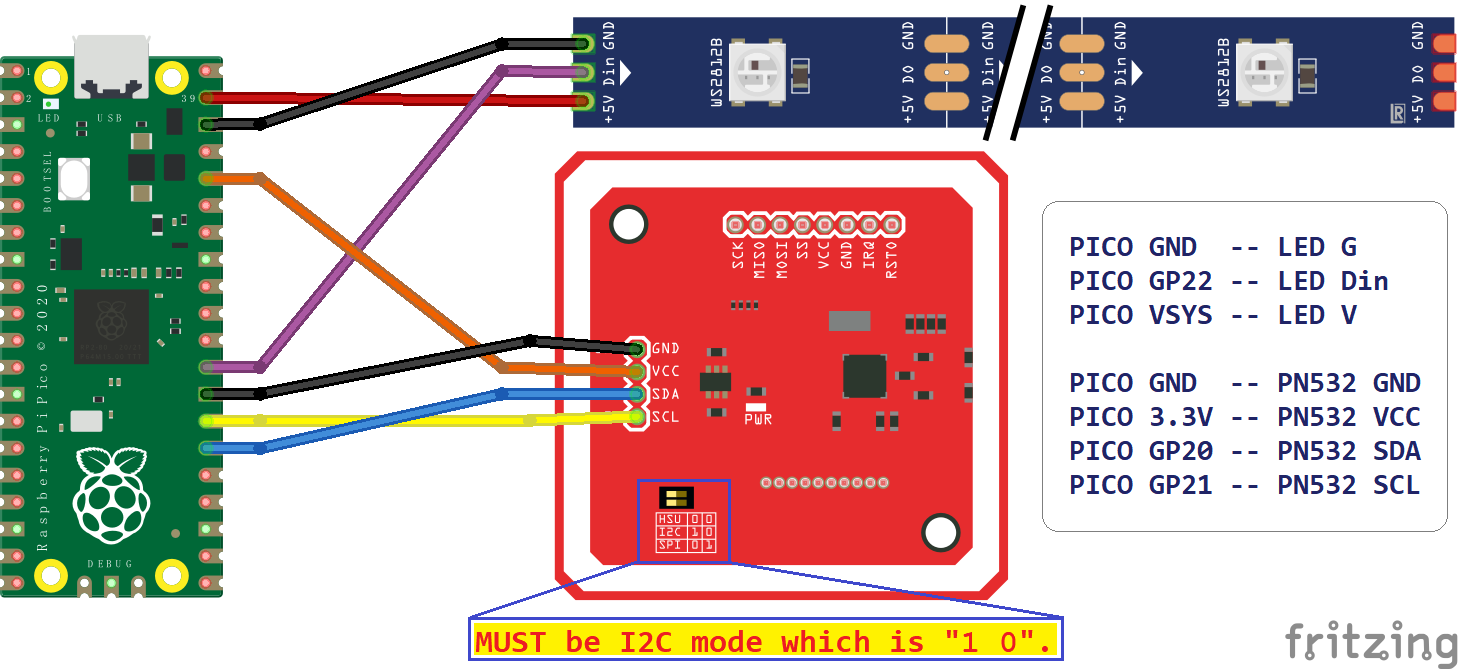 1
2
39
LED
USB
BOOTSEL
Raspberry Pi Pico © 2020
DEBUG
GND
Din
+5V
WS2812B
GND
DO
+5V
GND
Din
+5V
GND
DO
+5V
GND
Din
+5V
WS2812B
GND
DO
+5V
LR
SCK
MISO
MOSI
SS
VCC
GND
IRQ
RSTO
GND
VCC
SDA
SCL
PWR
HSU 0 0
I2C 1 0
SPI 0 1
MUST be I2C mode which is "1 0".
PICO GND -- LED G
PICO GP22 -- LED Din
PICO VSYS -- LED V
PICO GND -- PN532 GND
PICO 3.3V -- PN532 VCC
PICO GP20 -- PN532 SDA
PICO GP21 -- PN532 SCL
fritzing